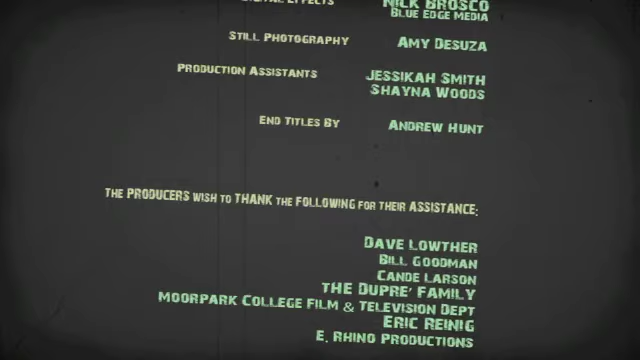 DIGITAL EFFECTS NICK BROSCO
BLUE EDGE MEDIA
STILL PHOTOGRAPHY AMY DESUZA
PRODUCTION ASSISTANTS JESSIKAH SMITH
SHAYNA WOODS
END TITLES BY ANDREW HUNT
THE PRODUCERS WISH TO THANK THE FOLLOWING FOR THEIR ASSISTANCE:
DAVE LOWTHER
BILL GOODMAN
CANDE LARSON
THE DUPRE' FAMILY
MOORPARK COLLEGE FILM & TELEVISION DEPT
ERIC REINIG
E. RHINO PRODUCTIONS